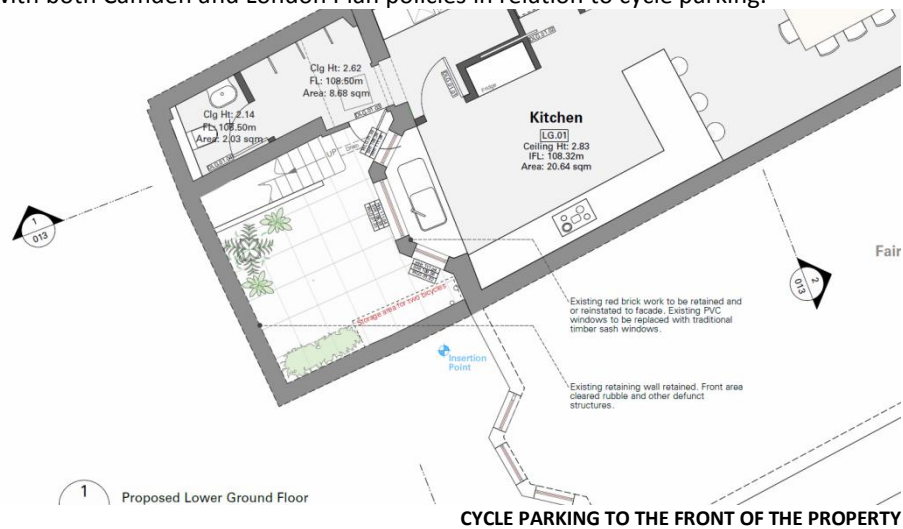 with both Camden and London Plan policies in relation to cycle parking.
Clg Ht: 2.62
FL: 108.50m
Area: 8.68 sqm
Clg Ht: 2.14
FL: 108.50m
Area: 2.03 sqm
UP
Fridge
Kitchen
LG.01
Ceiling Ht: 2.83
IFL: 108.32m
Area: 20.64 sqm
1
013
2
013
Fair
Storage area for two bicycles
Existing red brick work to be retained and
or reinstated to facade. Existing PVC
windows to be replaced with traditional
timber sash windows.
Insertion
Point
Existing retaining wall retained. Front area
cleared rubble and other defunct
structures.
1
Proposed Lower Ground Floor
CYCLE PARKING TO THE FRONT OF THE PROPERTY